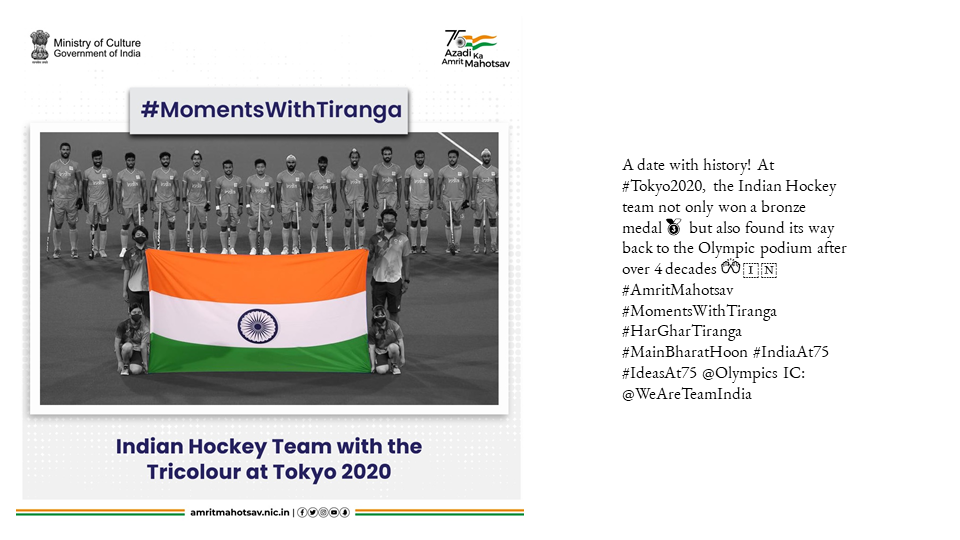 Ministry of Culture
Government of India
75
Azadi
Ka
Amrit Mahotsav
#MomentsWithTiranga
Indian Hockey Team with the
Tricolour at Tokyo 2020
amritmahotsav.nic.in |
A date with history! At
#Tokyo2020, the Indian Hockey
team not only won a bronze
medal 🥉 but also found its way
back to the Olympic podium after
over 4 decades 🙌🇮🇳
#AmritMahotsav
#MomentsWithTiranga
#HarGharTiranga
#MainBharatHoon #IndiaAt75
#IdeasAt75 @Olympics IC:
@WeAreTeamIndia